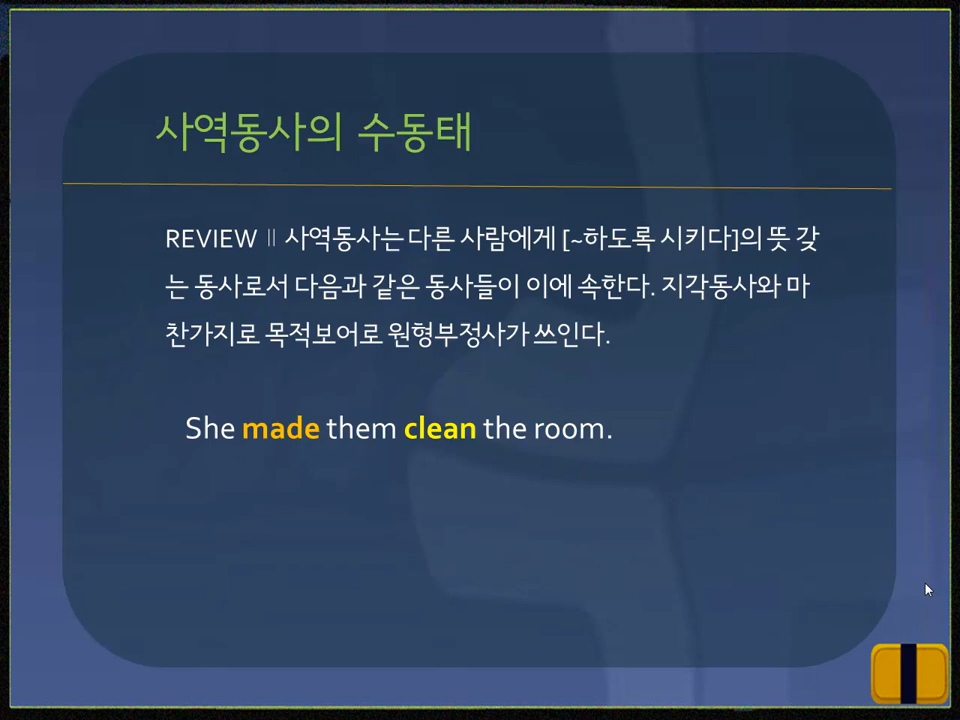 사역동사의 수동태
REVIEW Ⅱ 사역동사는 다른 사람에게 [~하도록 시키다]의 뜻 갖
는 동사로서 다음과 같은 동사들이 이에 속한다. 지각동사와 마
찬가지로 목적보어로 원형부정사가 쓰인다.
She made them clean the room.